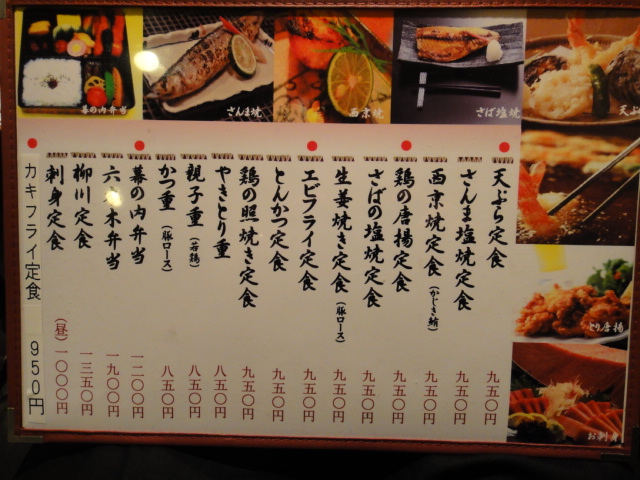 幕の内弁当
さんま焼
西京焼
さば塩焼
天ぷら
とり唐揚
お刺身
天ぷら定食 九五〇円
さんま塩焼定食 九五〇円
西京焼定食(かじき鮪) 九五〇円
鶏の唐揚定食 九五〇円
さばの塩焼定食 九五〇円
生姜焼き定食(豚ロース) 九五〇円
エビフライ定食 九五〇円
とんかつ定食 九五〇円
鶏の照焼き定食 九五〇円
やきとり重 八五〇円
親子重(若鶏) 八五〇円
かつ重(豚ロース) 八五〇円
幕の内弁当 一二〇〇円
六 木弁当 一九〇〇円
柳川定食 一三五〇円
刺身定食 (昼)一〇〇〇円
カキフライ定食 950円